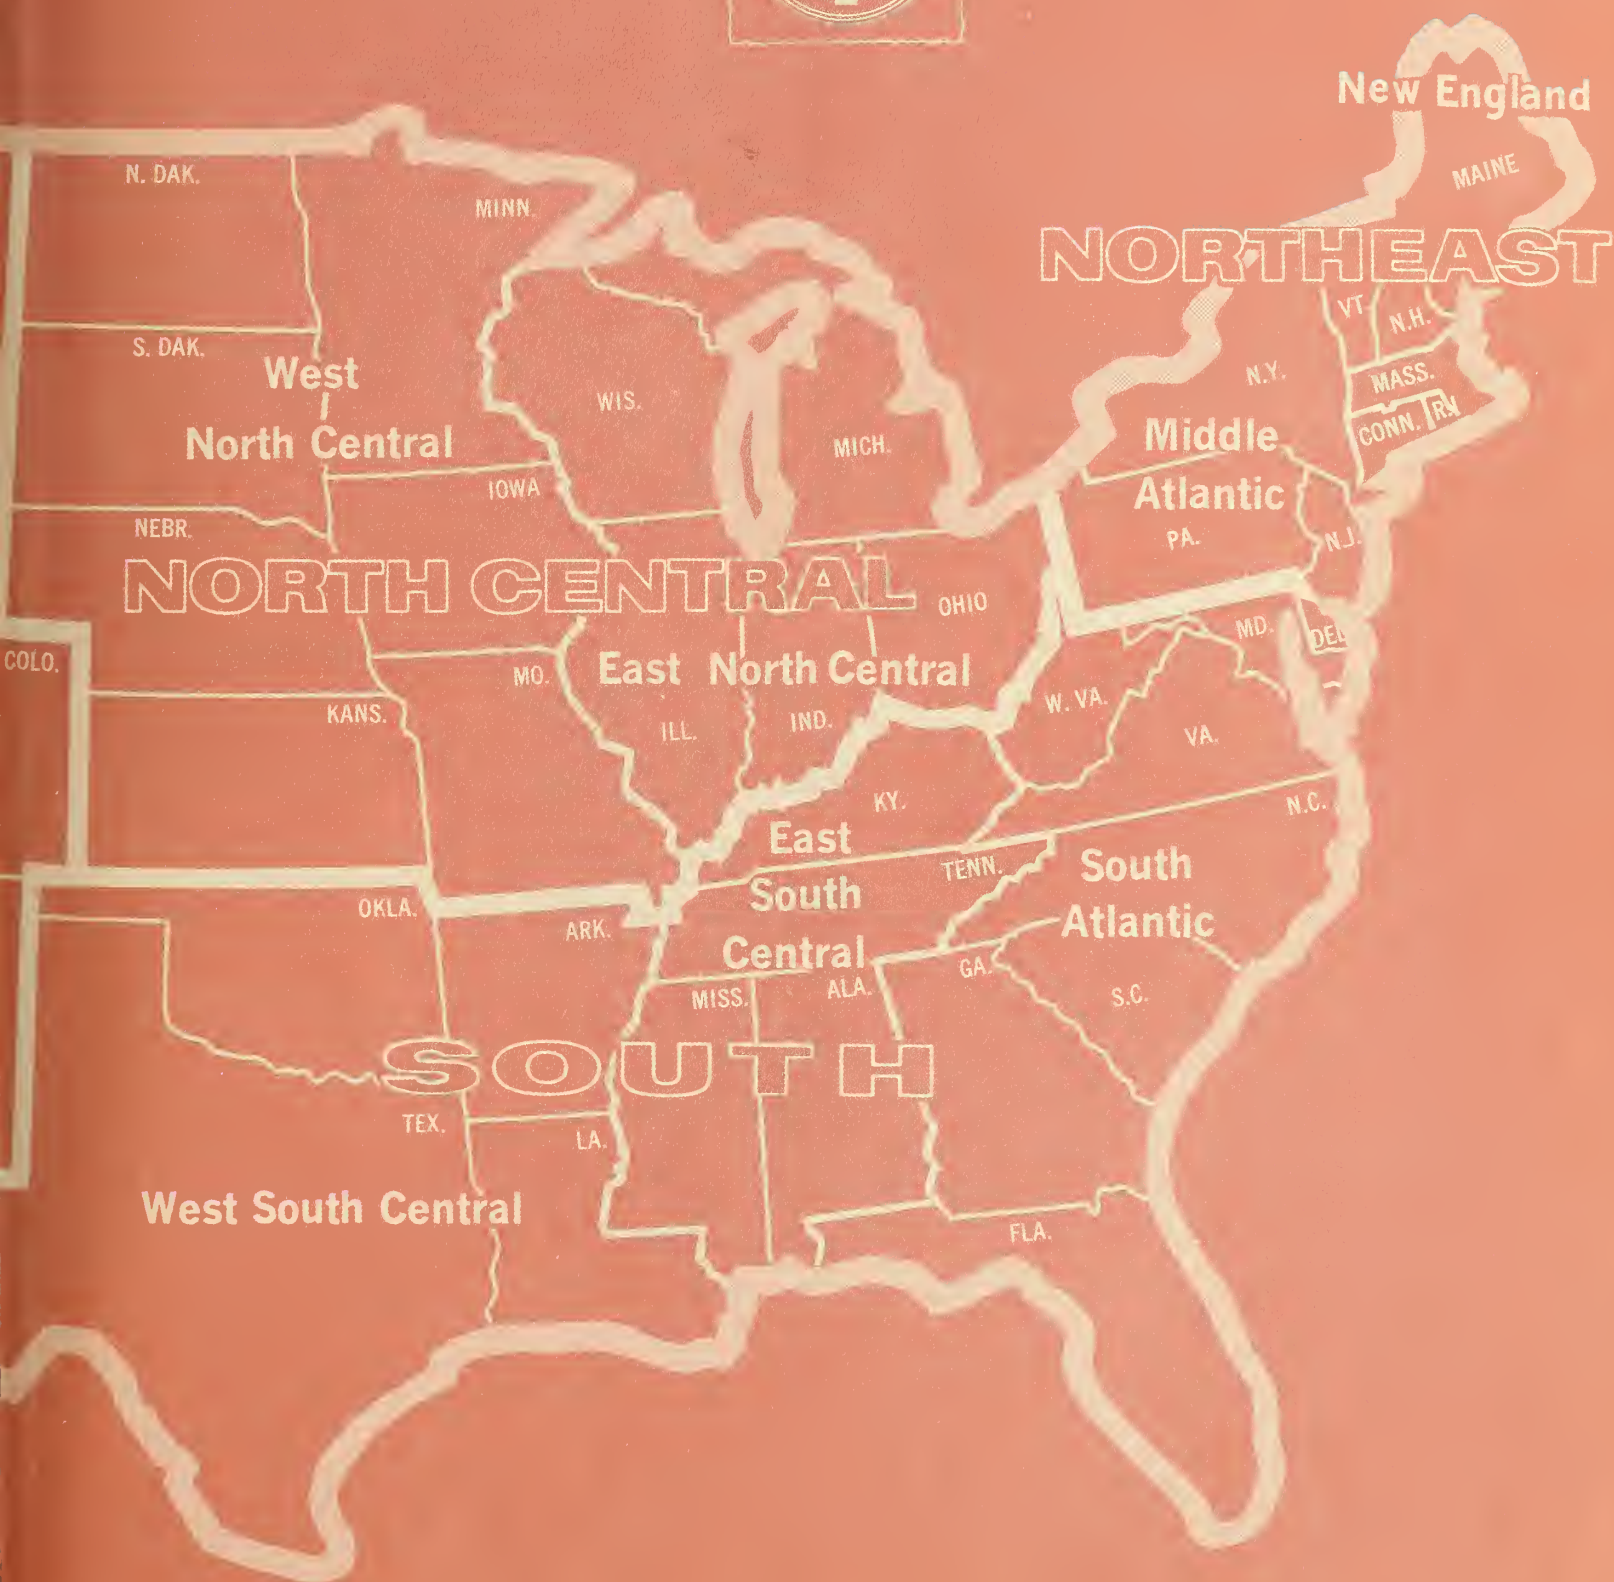 New England
MAINE
N. DAK.
MINN.
NORTHEAST
VT.
N.H.
S. DAK.
West
North Central
WIS.
MICH.
N.Y.
MASS.
CONN.
R.I.
Middle
Atlantic
PA.
N.J.
IOWA
NEBR.
NORTH CENTRAL
OHIO
MD.
DEL.
COLO.
MO.
East North Central
KANS.
ILL.
IND.
W. VA.
VA.
KY.
N.C.
East
South
Central
TENN.
South
Atlantic
OKLA.
ARK.
MISS.
ALA.
GA.
S.C.
SOUTH
TEX.
LA.
West South Central
FLA.